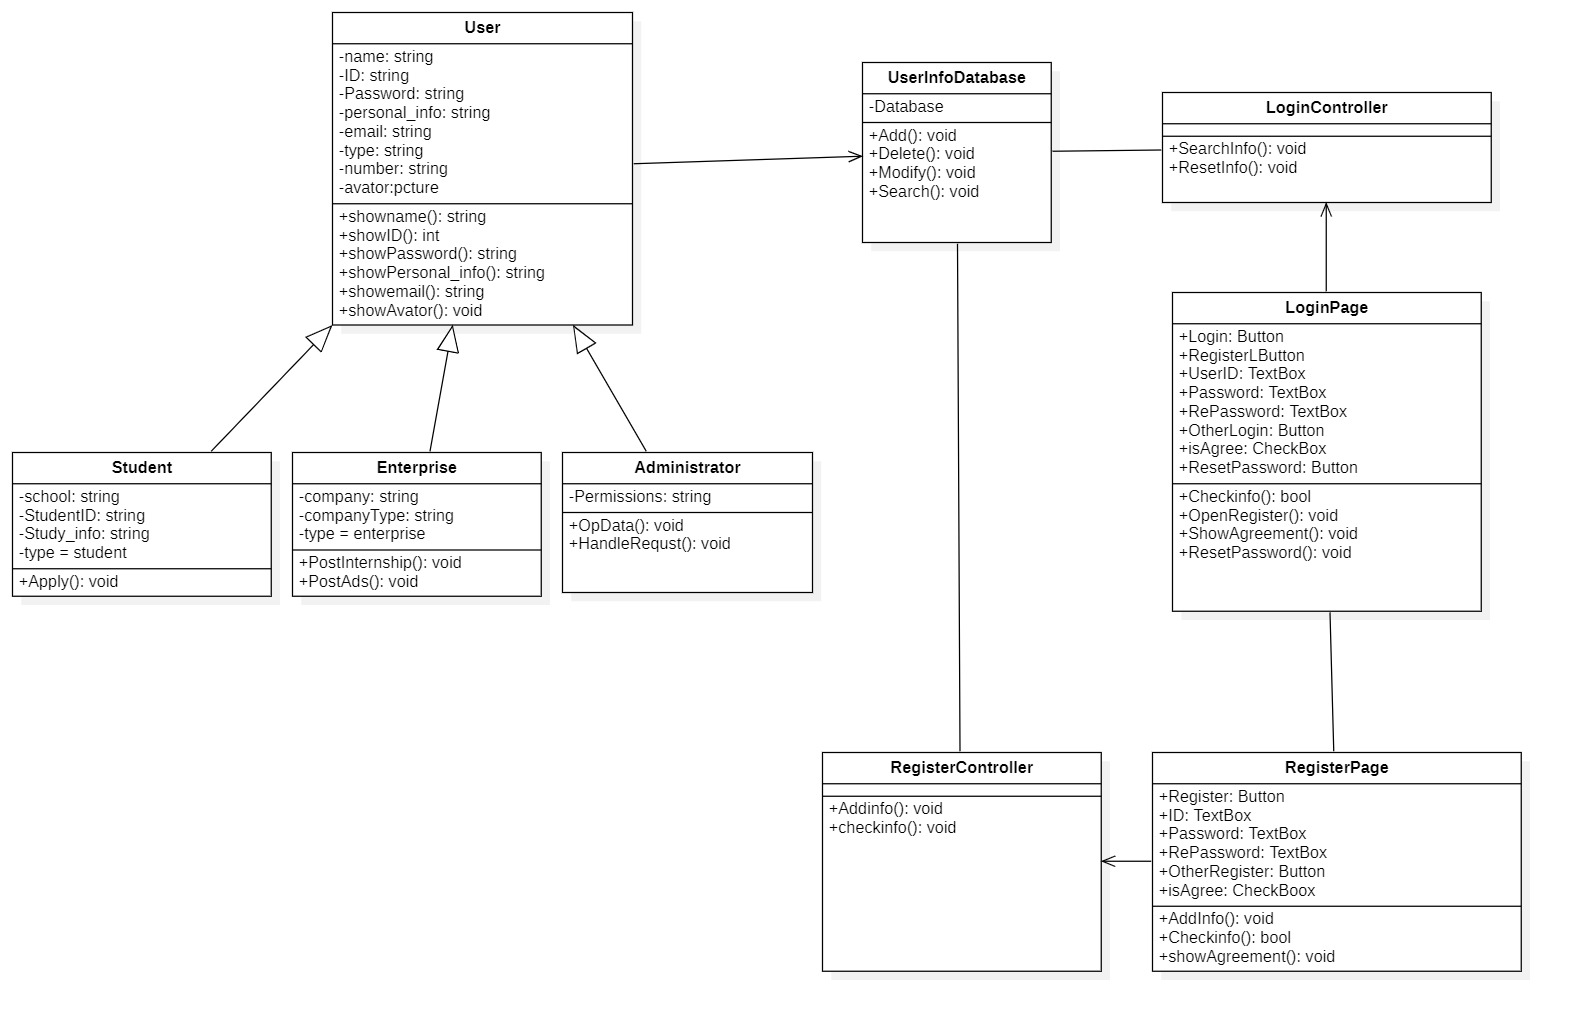 User
-name: string
-ID: string
-Password: string
-personal_info: string
-email: string
-type: string
-number: string
-avator:pcture
+showname(): string
+showID(): int
+showPassword(): string
+showPersonal_info(): string
+showemail(): string
+showAvator(): void
UserInfoDatabase
-Database
+Add(): void
+Delete(): void
+Modify(): void
+Search(): void
LoginController
+SearchInfo(): void
+ResetInfo(): void
LoginPage
+Login: Button
+RegisterLButton
+UserID: TextBox
+Password: TextBox
+RePassword: TextBox
+OtherLogin: Button
+isAgree: CheckBox
+ResetPassword: Button
+Checkinfo(): bool
+OpenRegister(): void
+ShowAgreement(): void
+ResetPassword(): void
Student
-school: string
-StudentID: string
-Study_info: string
-type = student
+Apply(): void
Enterprise
-company: string
-companyType: string
-type = enterprise
+PostInternship(): void
+PostAds(): void
Administrator
-Permissions: string
+OpData(): void
+HandleRequst(): void
RegisterController
+Addinfo(): void
+checkinfo(): void
RegisterPage
+Register: Button
+ID: TextBox
+Password: TextBox
+RePassword: TextBox
+OtherRegister: Button
+isAgree: CheckBoox
+AddInfo(): void
+Checkinfo(): bool
+showAgreement(): void